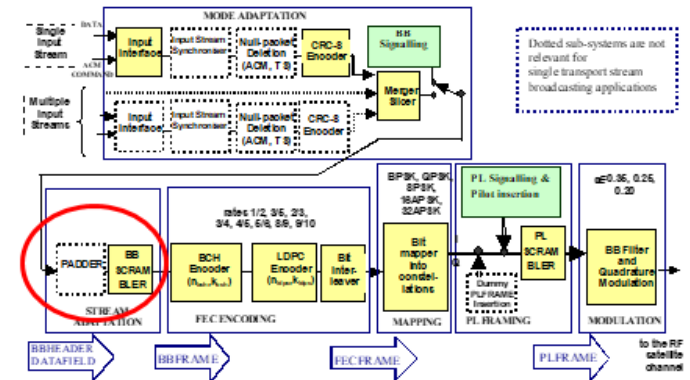 MODE ADAPTATION
Single
Input
Stream
DATA
ACM
COMMAND
Input
Interface
Input Stream
Synchroniser
Null-packet
Deletion
(ACM, TS)
CRC-8
Encoder
BB
Signalling
Merger
Slicer
Multiple
Input
Streams
Input
Interface
Input Stream
Synchroniser
Null-packet
Deletion
(ACM, TS)
CRC-8
Encoder
Dotted sub-systems are not
relevant for
single transport stream
broadcasting applications
PADDER
BB
SCRAM
BLER
STREAM
ADAPTATION
rates 1/2, 3/5, 2/3,
3/4, 4/5, 5/6, 8/9, 9/10
BCH
Encoder
LDPC
Encoder
Bit
Inter-
leaver
FEC ENCODING
BPSK, QPSK,
8PSK,
16APSK,
32APSK
Bit
mapper
into
constel-
lations
MAPPING
PL Signalling &
Pilot insertion
I
Q
Dummy
PLFRAME
Insertion
PL
SCRAM
BLER
PL FRAMING
α=0.35, 0.25,
0.20
BB Filter
and
Quadrature
Modulation
MODULATION
BBHEADER
DATAFIELD
BBFRAME
FECFRAME
PLFRAME
to the RF
satellite
channel